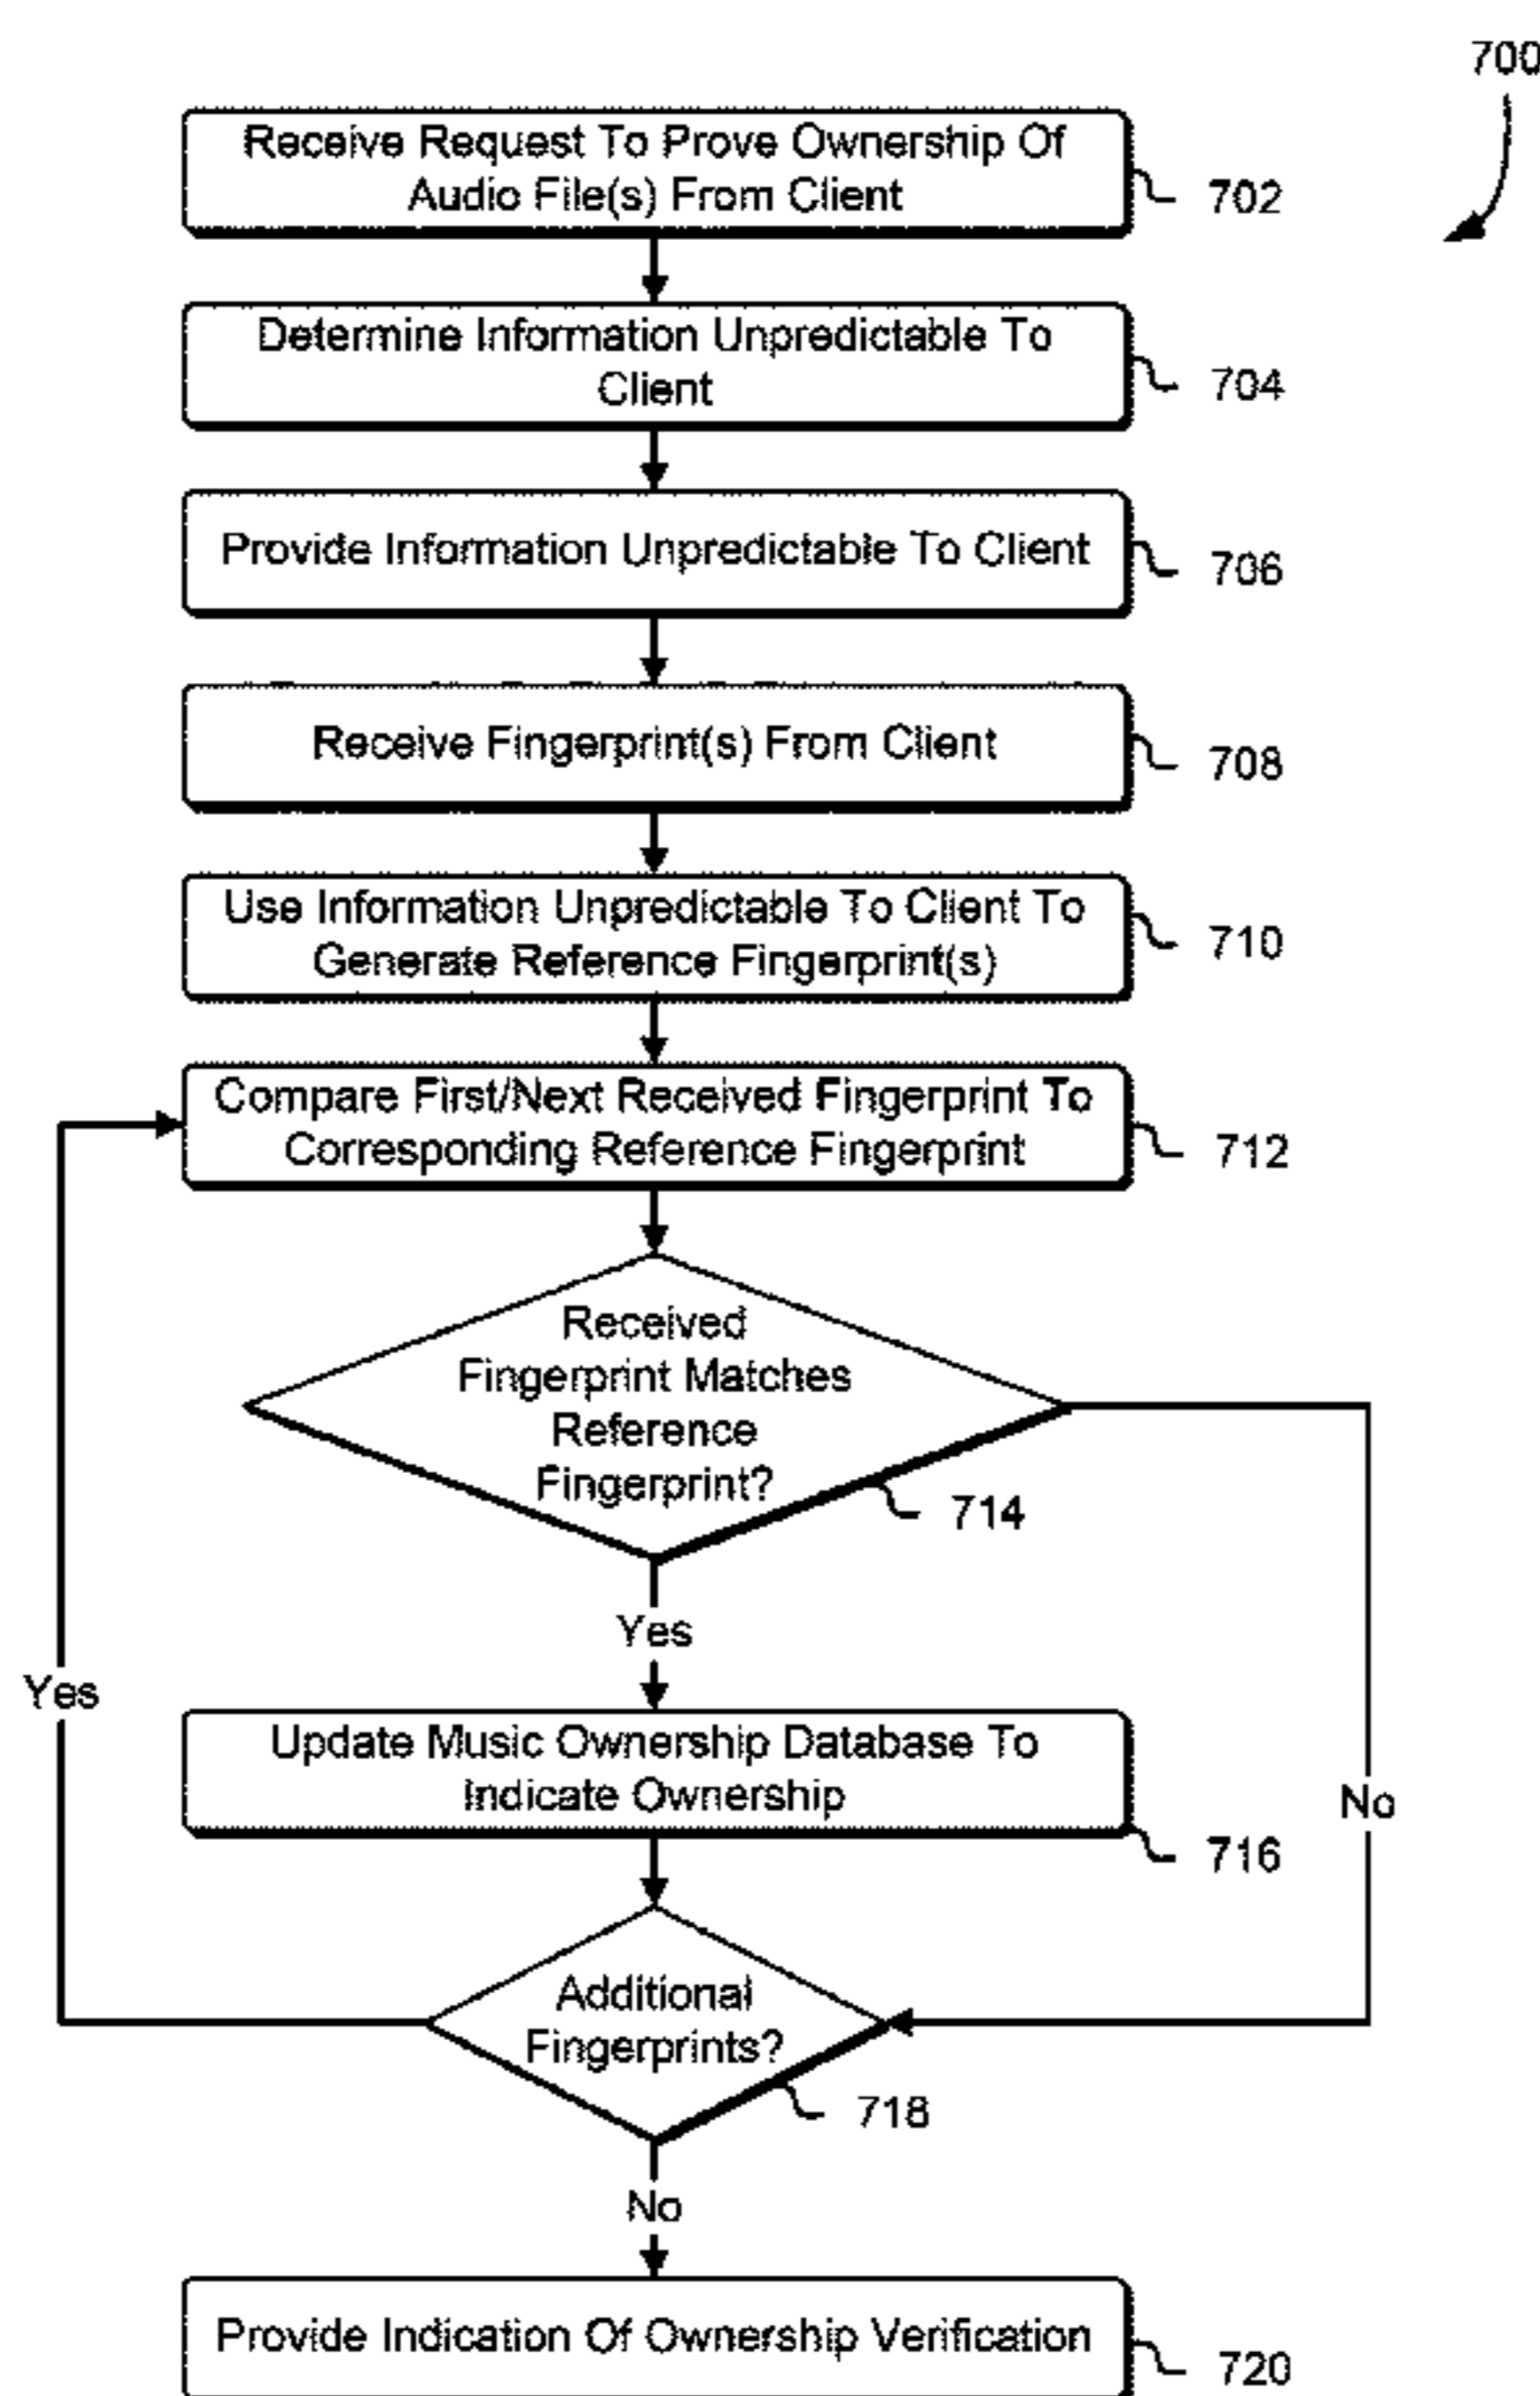 700
Receive Request To Prove Ownership Of
Audio File(s) From Client
702
Determine Information Unpredictable To
Client
704
Provide Information Unpredictable To Client
706
Receive Fingerprint(s) From Client
708
Use Information Unpredictable To Client To
Generate Reference Fingerprint(s)
710
Compare First/Next Received Fingerprint To
Corresponding Reference Fingerprint
712
Received
Fingerprint Matches
Reference
Fingerprint?
714
Yes
Yes
Update Music Ownership Database To
Indicate Ownership
716
No
Additional
Fingerprints?
718
No
Provide Indication Of Ownership Verification
720